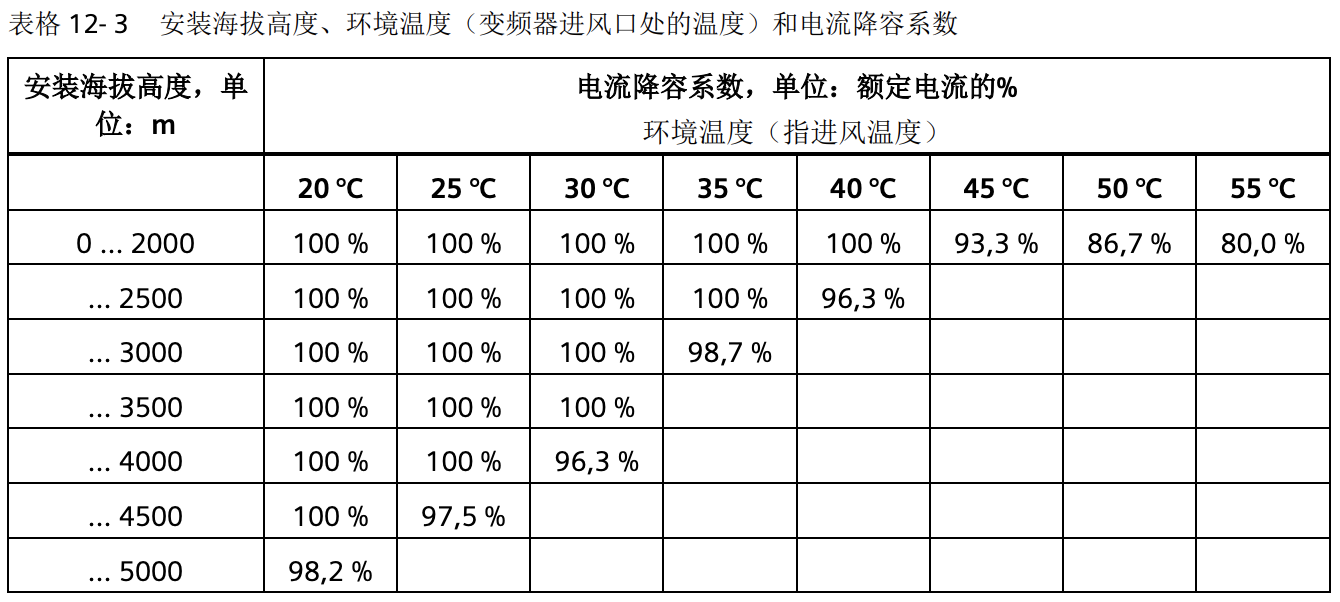 表格 12- 3 安装海拔高度、环境温度（变频器进风口处的温度）和电流降容系数
安装海拔高度，单
位：m
电流降容系数，单位：额定电流的%
环境温度（指进风温度）
20 ℃ 25 ℃ 30 ℃ 35 ℃ 40 ℃ 45 ℃ 50 ℃ 55 ℃
0 ... 2000 100 % 100 % 100 % 100 % 100 % 93,3 % 86,7 % 80,0 %
... 2500 100 % 100 % 100 % 100 % 96,3 %
... 3000 100 % 100 % 100 % 98,7 %
... 3500 100 % 100 % 100 %
... 4000 100 % 100 % 96,3 %
... 4500 100 % 97,5 %
... 5000 98,2 %